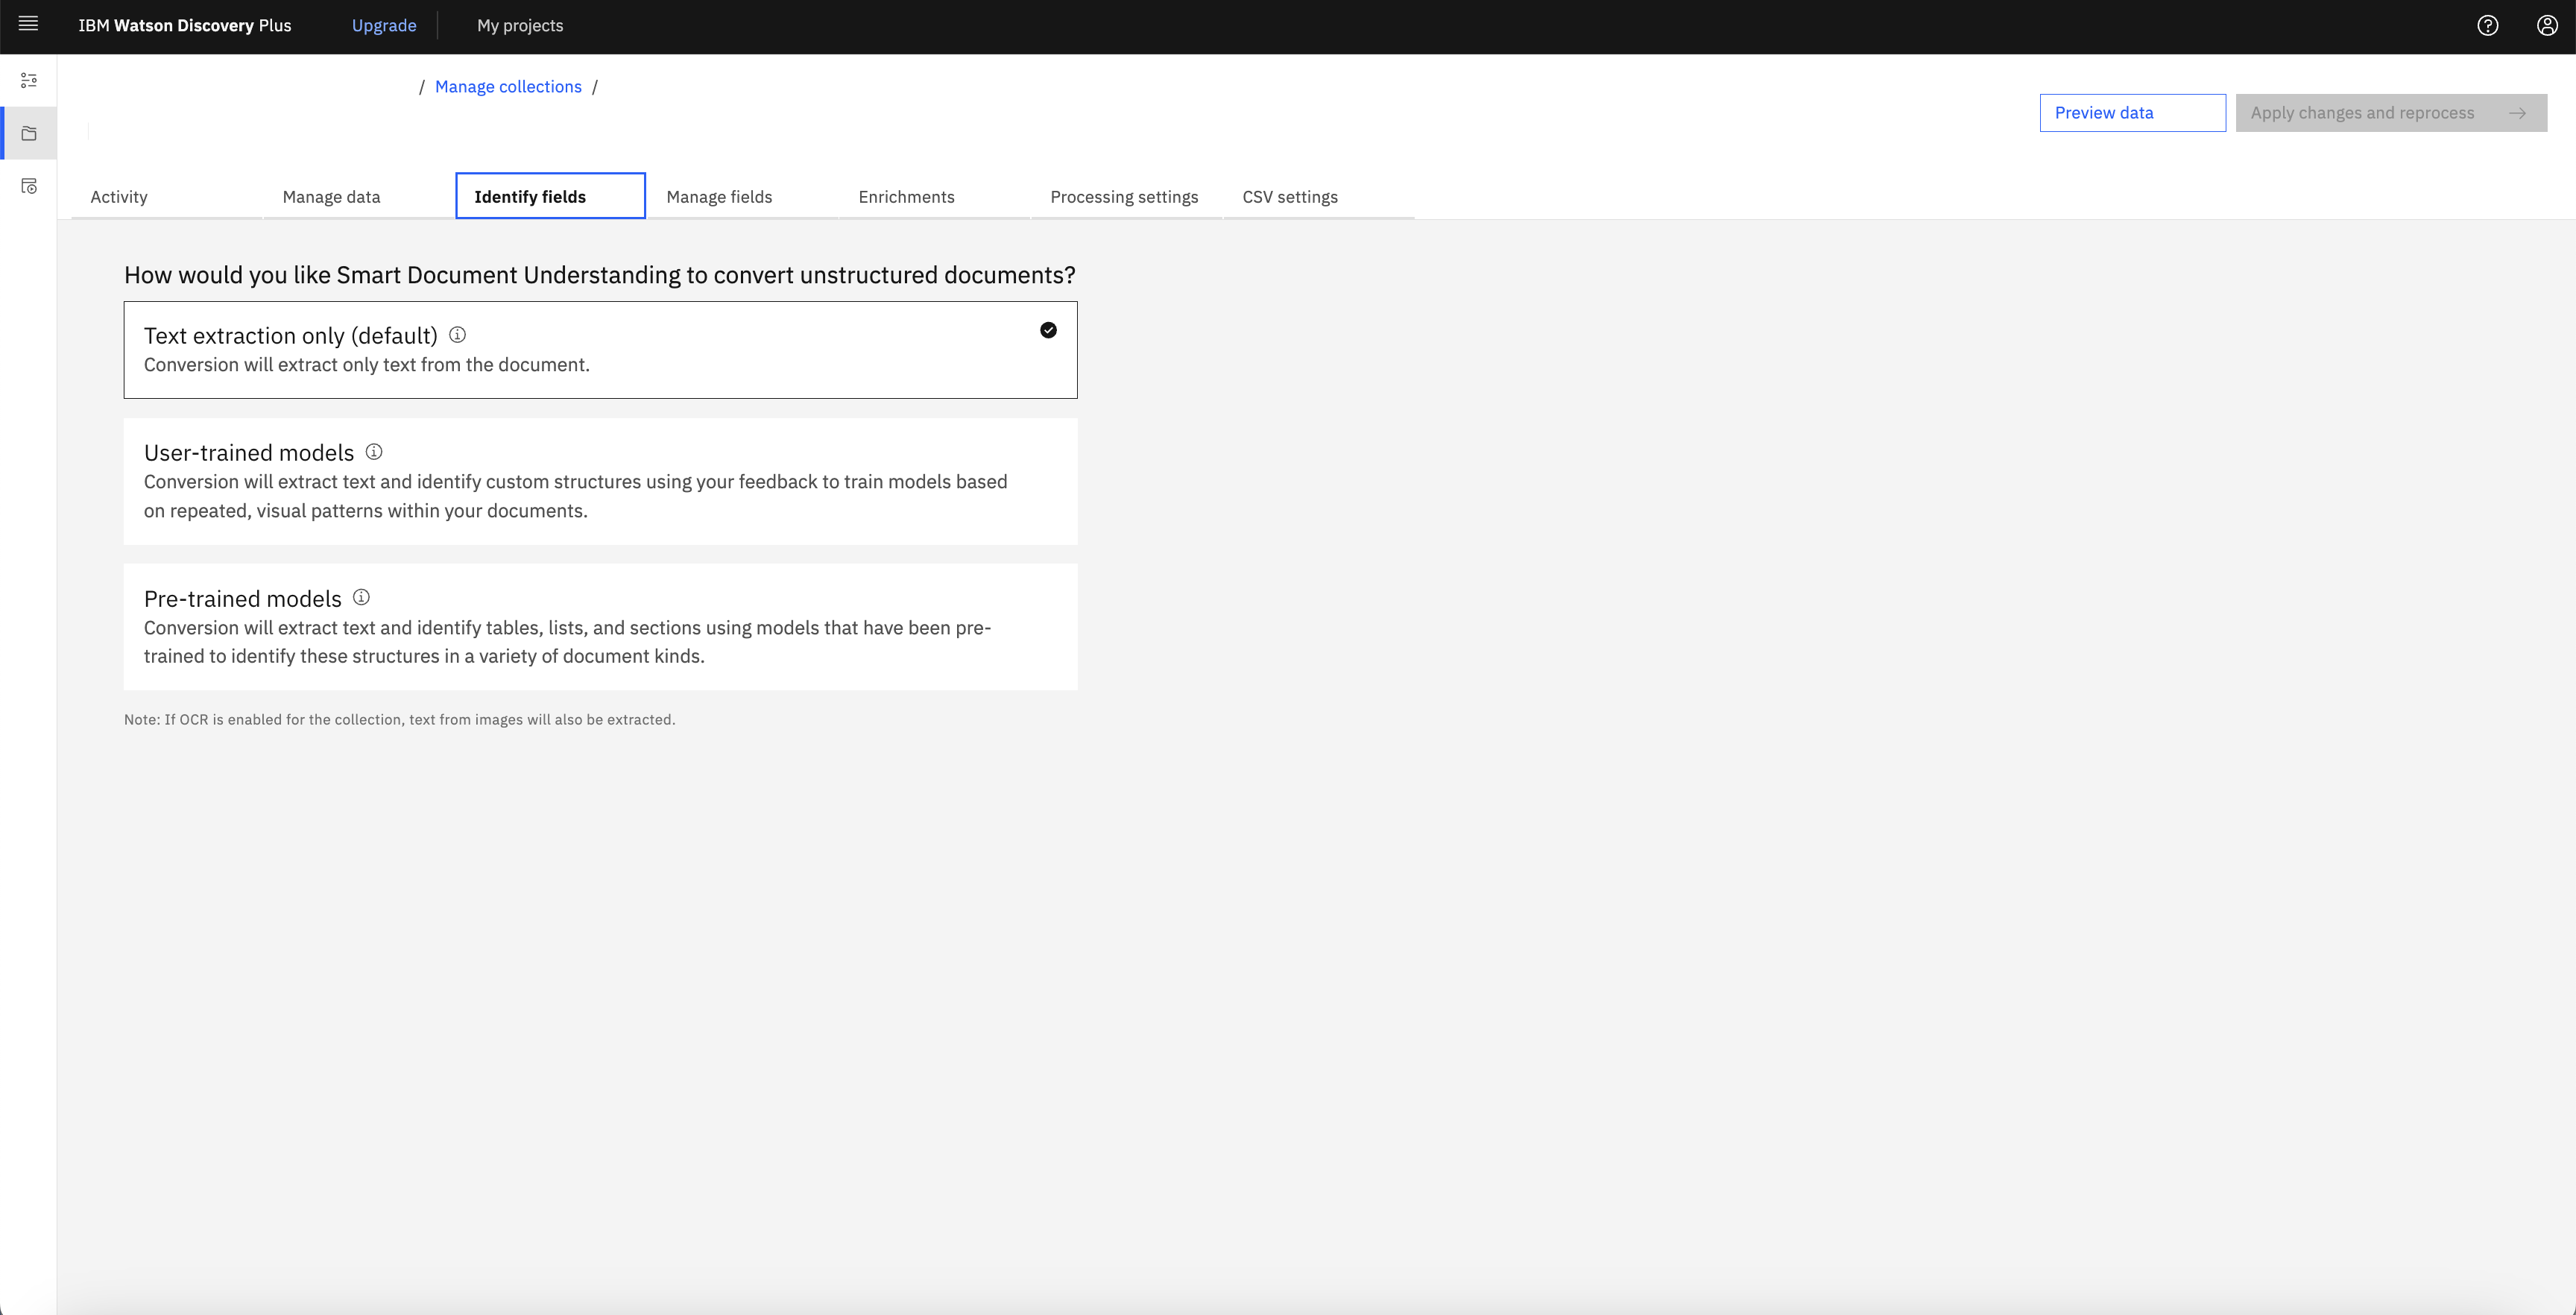 IBM Watson Discovery Plus Upgrade My projects
/ Manage collections /
Preview data Apply changes and reprocess
Activity Manage data Identify fields Manage fields Enrichments Processing settings CSV settings
How would you like Smart Document Understanding to convert unstructured documents?
Text extraction only (default)
Conversion will extract only text from the document.
User-trained models
Conversion will extract text and identify custom structures using your feedback to train models based
on repeated, visual patterns within your documents.
Pre-trained models
Conversion will extract text and identify tables, lists, and sections using models that have been pre-
trained to identify these structures in a variety of document kinds.
Note: If OCR is enabled for the collection, text from images will also be extracted.